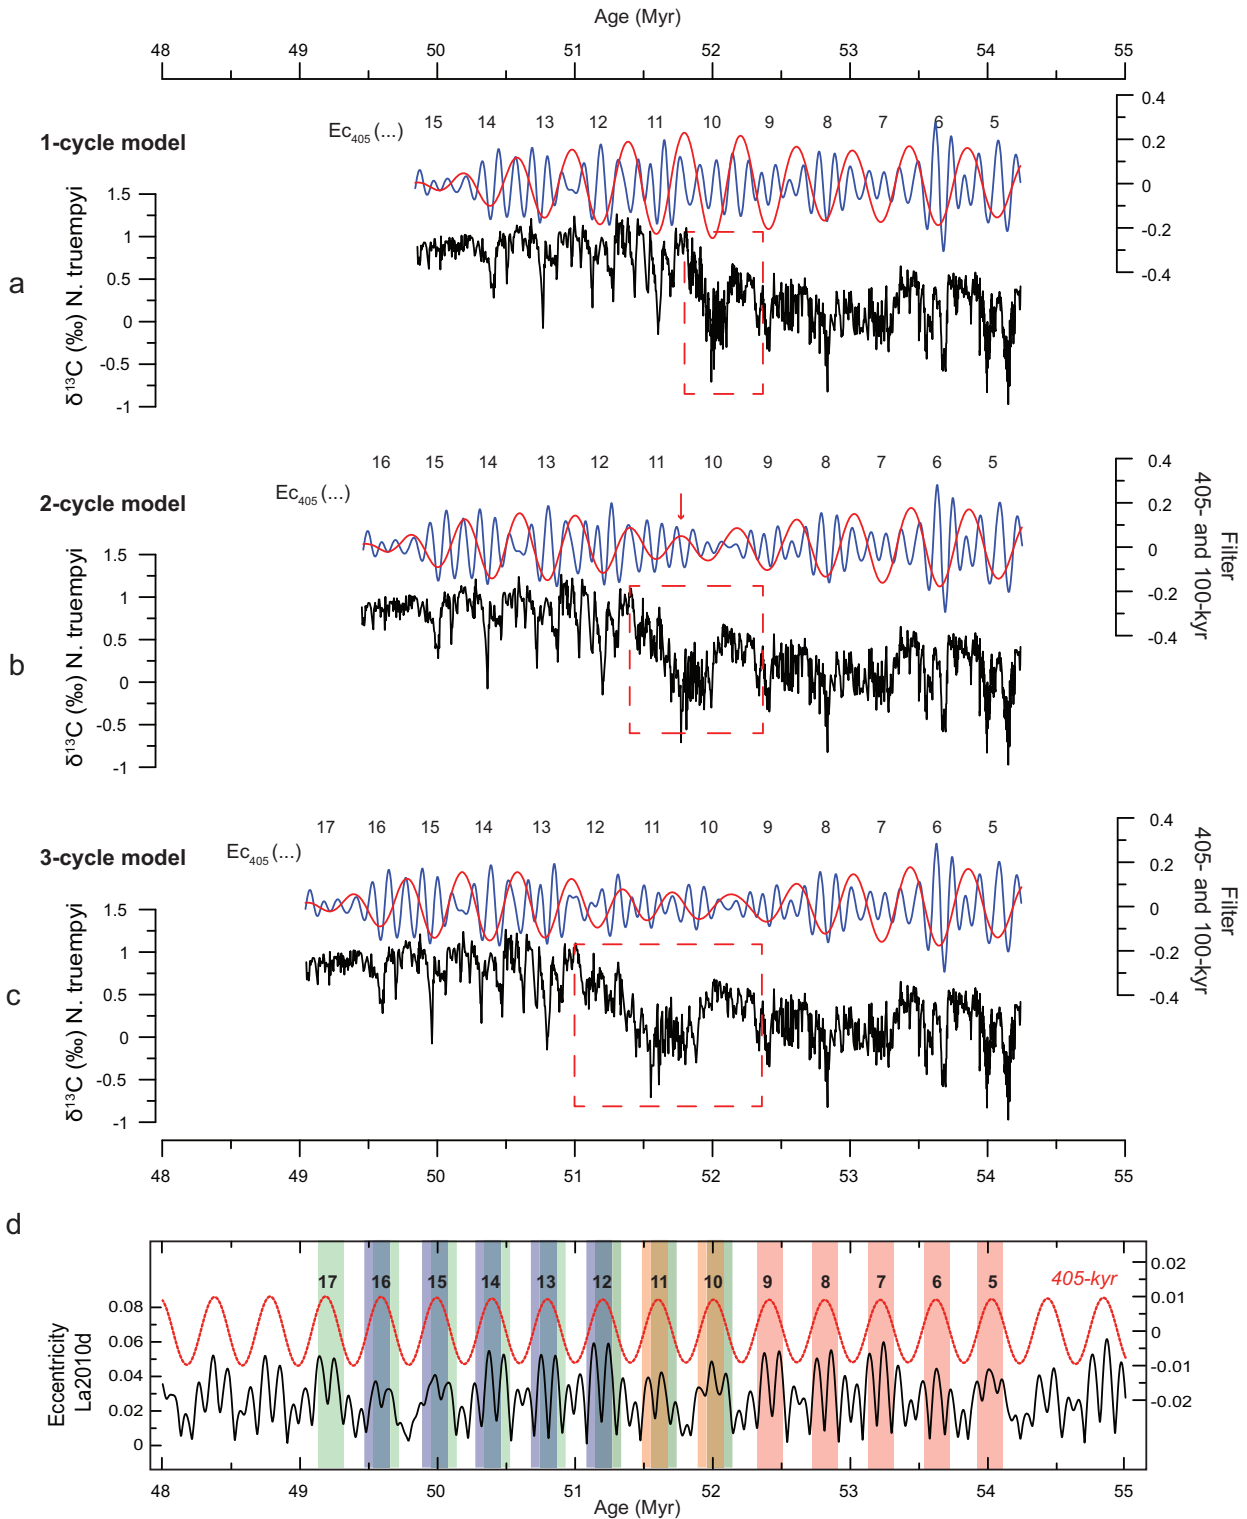 Age (Myr)
48 49 50 51 52 53 54 55
1-cycle model
Ec405 (...) 15 14 13 12 11 10 9 8 7 6 5
0.4
0.2
0
-0.2
-0.4
a
δ13C (‰) N. truempyi
1.5
1
0.5
0
-0.5
-1
2-cycle model
Ec405 (...) 16 15 14 13 12 11 10 9 8 7 6 5
0.4
0.2
0
-0.2
-0.4
Filter
405- and 100-kyr
b
δ13C (‰) N. truempyi
1.5
1
0.5
0
-0.5
-1
3-cycle model
Ec405 (...) 17 16 15 14 13 12 11 10 9 8 7 6 5
0.4
0.2
0
-0.2
-0.4
Filter
405- and 100-kyr
c
δ13C (‰) N. truempyi
1.5
1
0.5
0
-0.5
-1
48 49 50 51 52 53 54 55
d
17 16 15 14 13 12 11 10 9 8 7 6 5 405-kyr
Eccentricity
La2010d
0.08
0.06
0.04
0.02
0
0.02
0.01
0
-0.01
-0.02
48 49 50 51 52 53 54 55
Age (Myr)